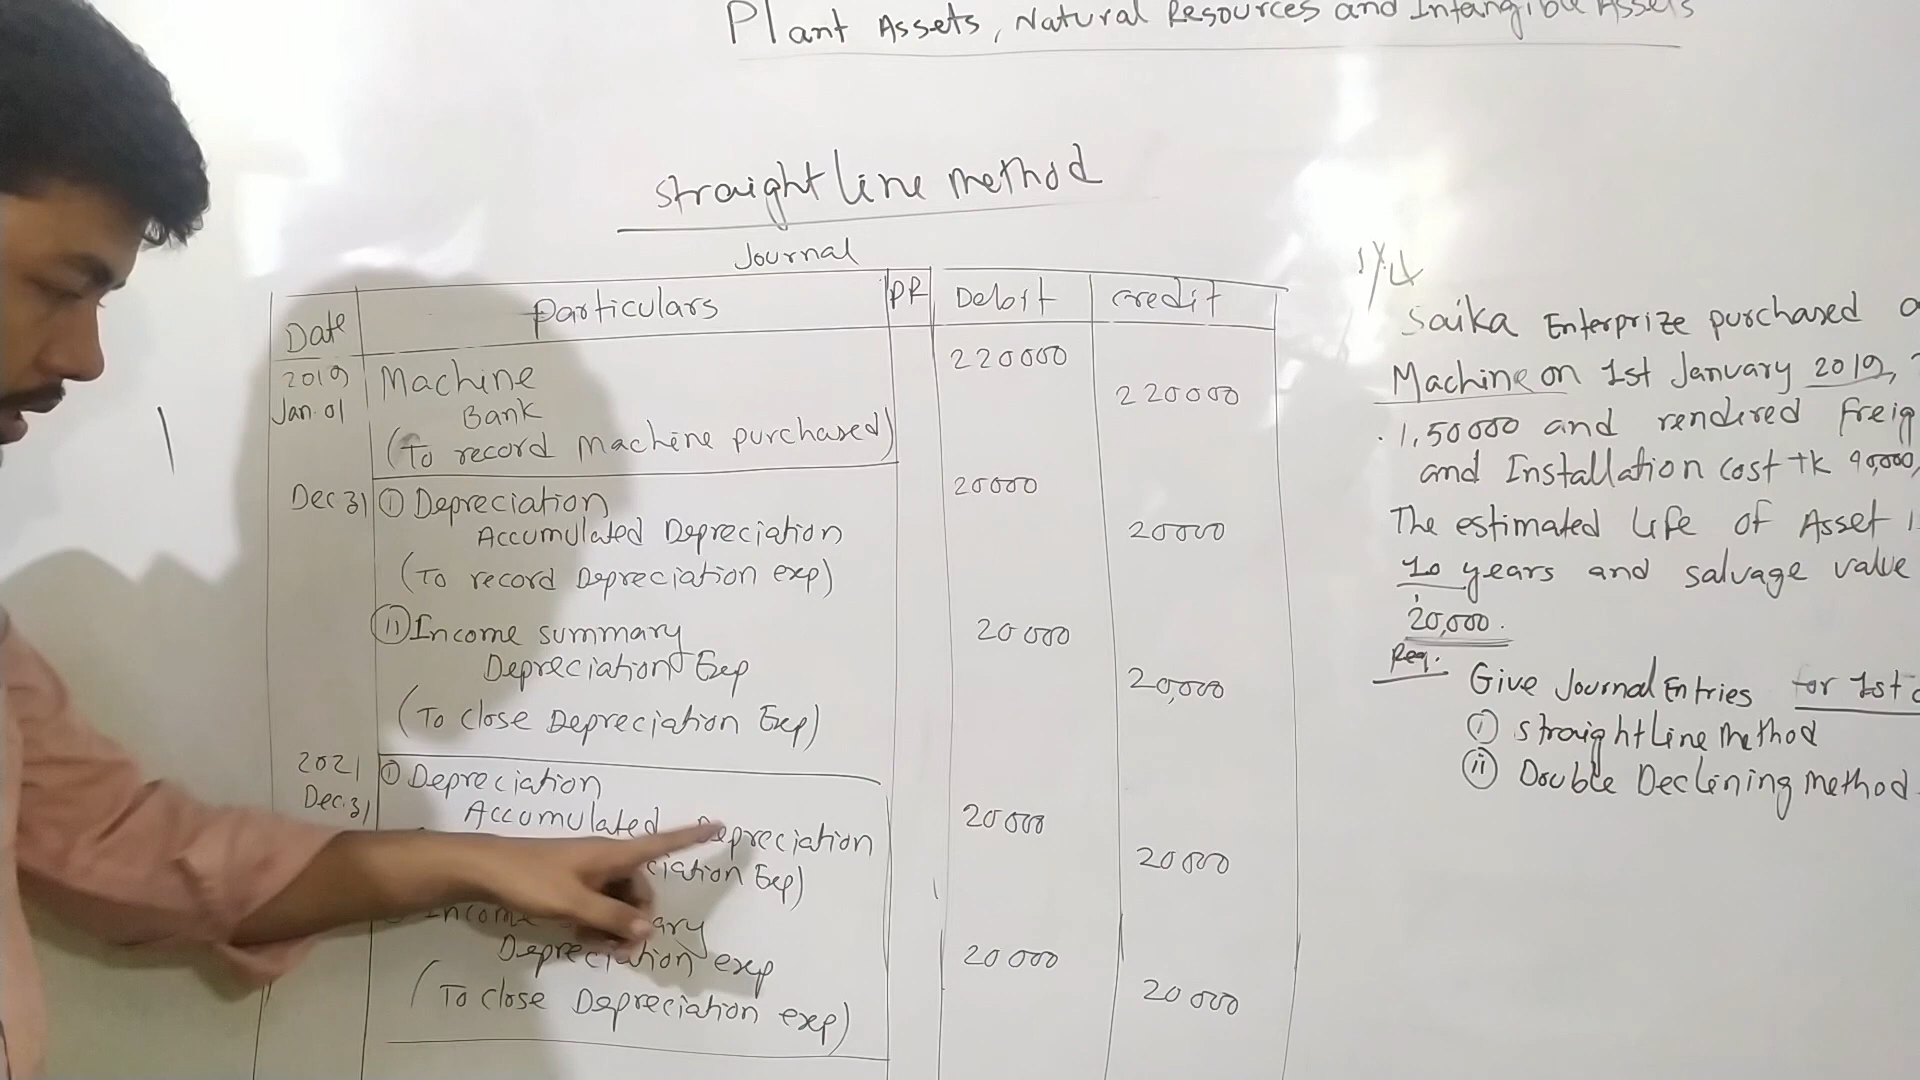 Plant Assets, Natural Resources and Intangible Assets
Straight Line Method
Journal
Date Particulars PR Debit Credit
2019 Machine 220000
Jan. 01 Bank 220000
(To record Machine purchased)
Dec 31 (i) Depreciation 20000
Accumulated Depreciation 20000
(To record Depreciation exp)
(ii) Income summary 20000
Depreciation Exp 20,000
(To close Depreciation Exp)
2021 (i) Depreciation 20000
Dec. 31 Accumulated Depreciation 20000
ciation Exp)
Income ary 20000
Depreciation exp 20000
(To close Depreciation exp)
Saika Enterprize purchased a
Machine on 1st January 2019,
1,50000 and rendered Freig
and Installation cost tk 90,000,
The estimated Life of Asset
10 years and salvage value
20,000.
Req.
Give Journal Entries for 1st
(i) Straight Line Method
(ii) Double Declining Method.